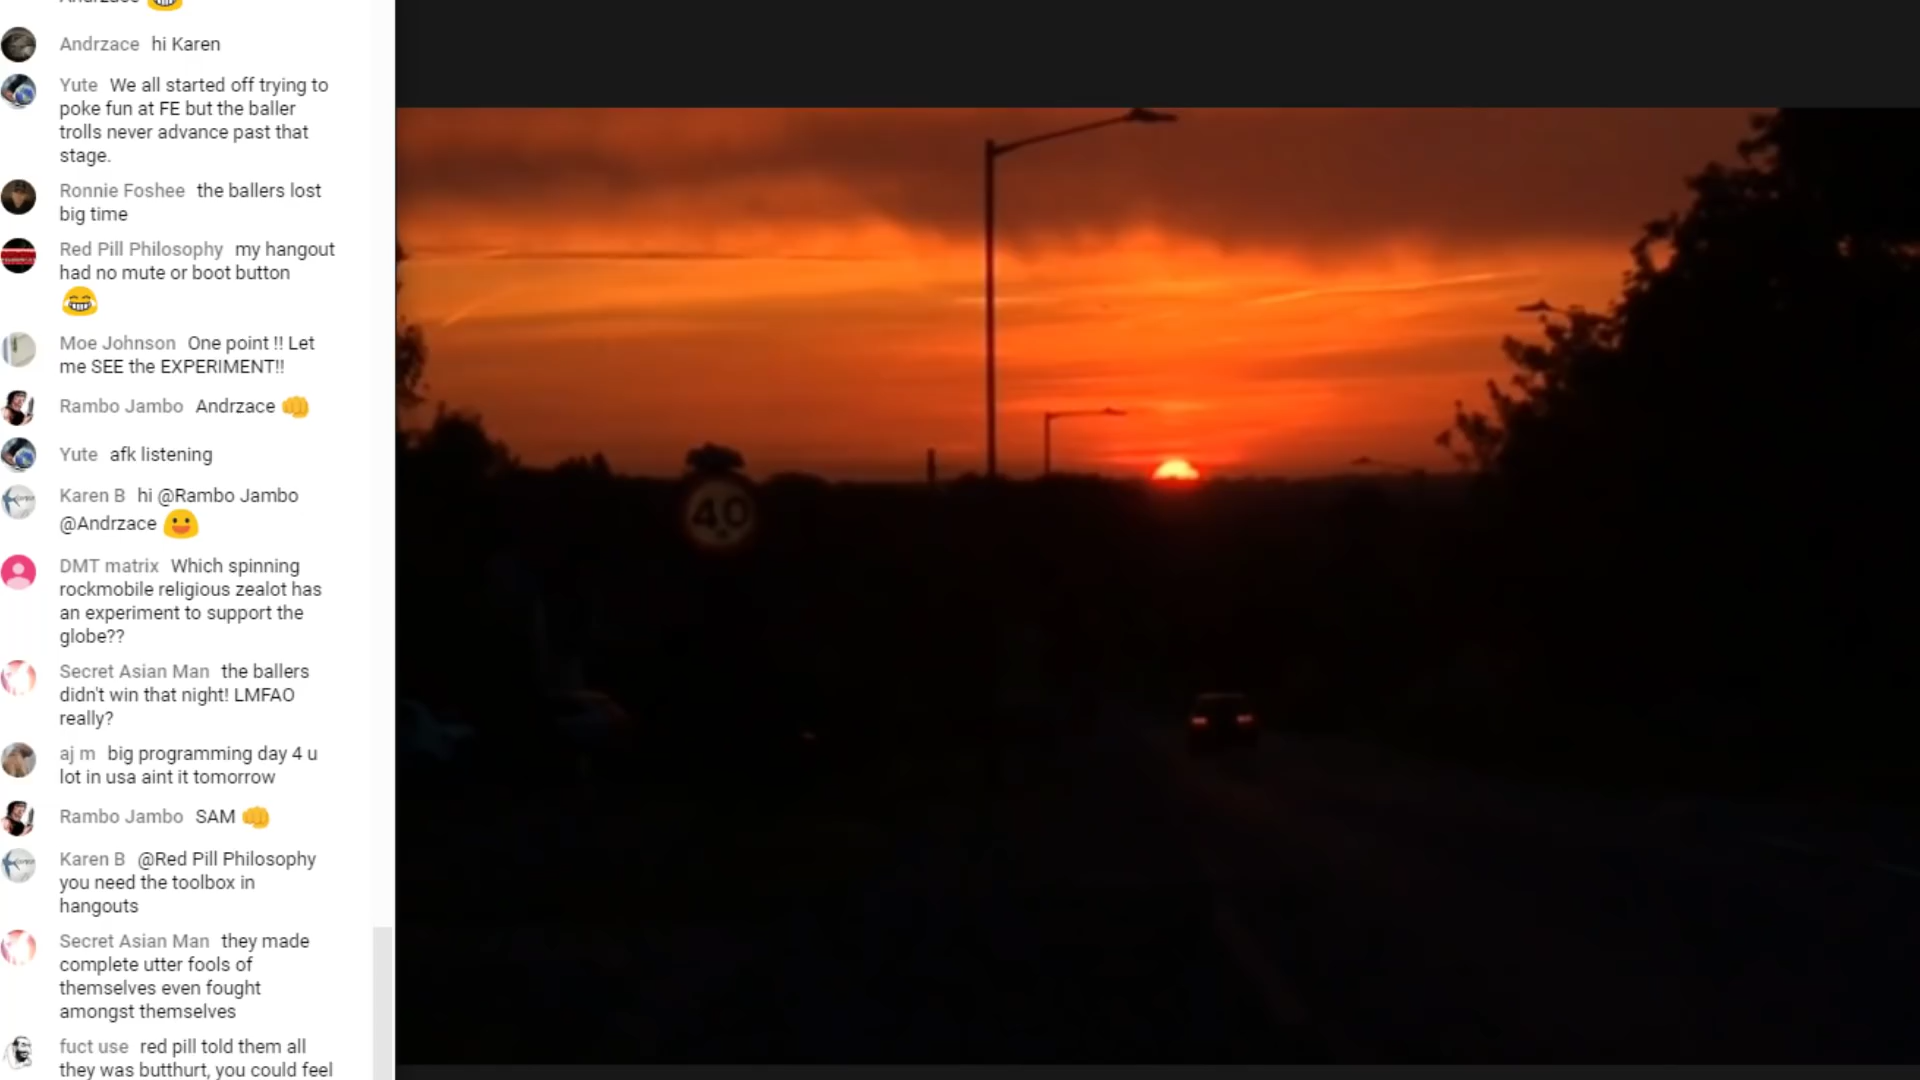 Andrzace
Andrzace hi Karen
Yute We all started off trying to
poke fun at FE but the baller
trolls never advance past that
stage.
Ronnie Foshee the ballers lost
big time
Red Pill Philosophy my hangout
had no mute or boot button
😂
Moe Johnson One point !! Let
me SEE the EXPERIMENT!!
Rambo Jambo Andrzace 👊
Yute afk listening
Karen B hi @Rambo Jambo
@Andrzace 😃
DMT matrix Which spinning
rockmobile religious zealot has
an experiment to support the
globe??
Secret Asian Man the ballers
didn't win that night! LMFAO
really?
aj m big programming day 4 u
lot in usa aint it tomorrow
Rambo Jambo SAM 👊
Karen B @Red Pill Philosophy
you need the toolbox in
hangouts
Secret Asian Man they made
complete utter fools of
themselves even fought
amongst themselves
fuct use red pill told them all
they was butthurt, you could feel
40